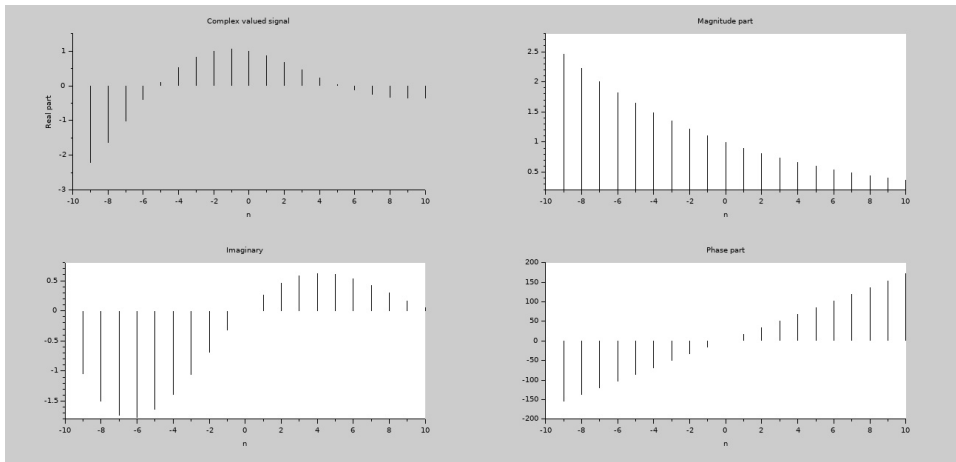 Complex valued signal
1
0
-1
-2
-3
Real part
-10 -8 -6 -4 -2 0 2 4 6 8 10
n
Magnitude part
2.5
2
1.5
1
0.5
-10 -8 -6 -4 -2 0 2 4 6 8 10
n
Imaginary
0.5
0
-0.5
-1
-1.5
-10 -8 -6 -4 -2 0 2 4 6 8 10
n
Phase part
200
150
100
50
0
-50
-100
-150
-200
-10 -8 -6 -4 -2 0 2 4 6 8 10
n